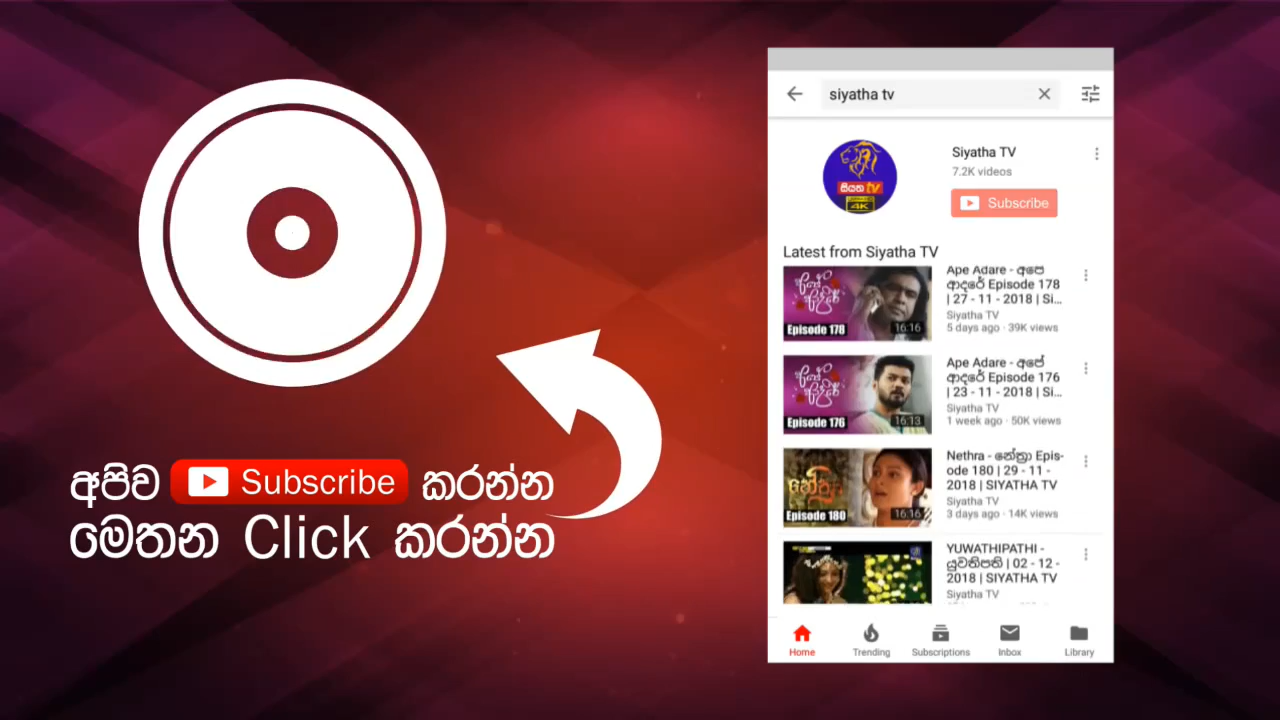 අපිව Subscribe කරන්න
මෙතන Click කරන්න
siyatha tv
සියත tv
4K
Siyatha TV
7.2K videos
Subscribe
Latest from Siyatha TV
Episode 178
16:16
Ape Adare - අපේ
ආදරේ Episode 178
| 27 - 11 - 2018 | Si...
Siyatha TV
5 days ago · 39K views
Episode 176
16:13
Ape Adare - අපේ
ආදරේ Episode 176
| 23 - 11 - 2018 | Si...
Siyatha TV
1 week ago · 50K views
නේත්‍රා
Episode 180
16:16
Nethra - නේත්‍රා Epis-
ode 180 | 29 - 11 -
2018 | SIYATHA TV
Siyatha TV
3 days ago · 14K views
YUWATHIPATHI -
යුවතිපති | 02 - 12 -
2018 | SIYATHA TV
Siyatha TV
Home
Trending
Subscriptions
Inbox
Library